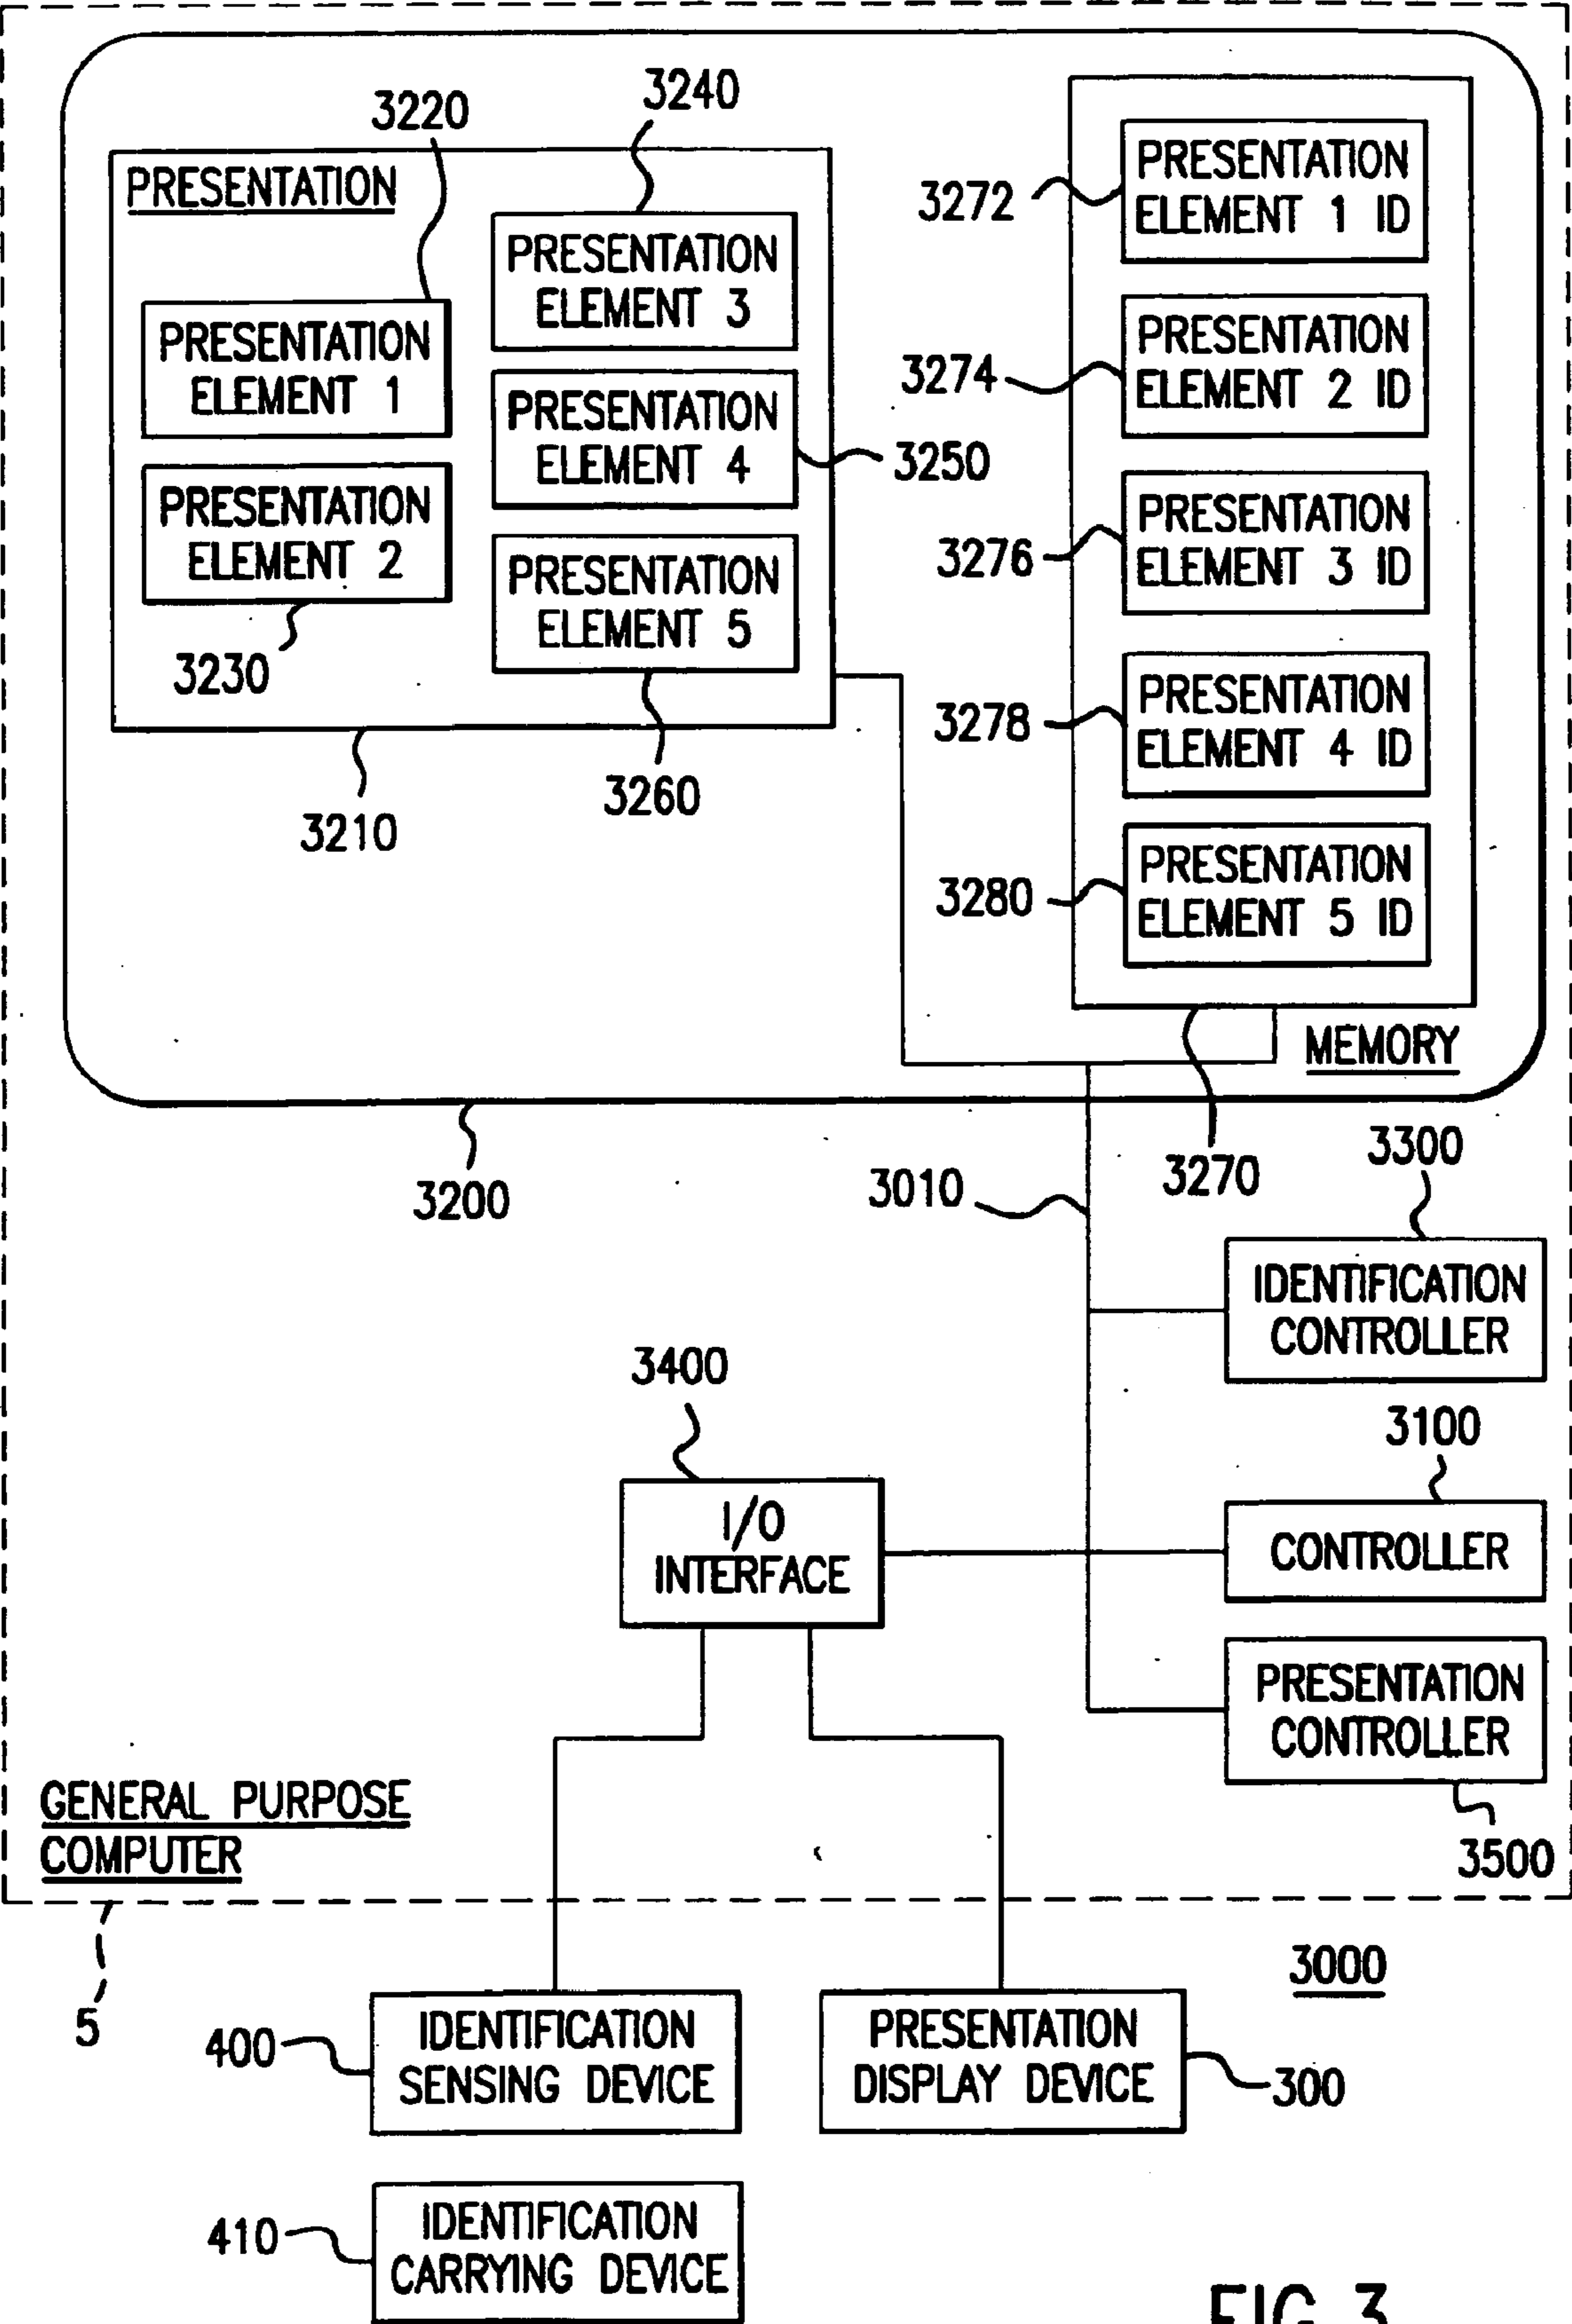 3220
3240
PRESENTATION
PRESENTATION
ELEMENT 1
PRESENTATION
ELEMENT 2
3230
PRESENTATION
ELEMENT 3
PRESENTATION
ELEMENT 4
3250
PRESENTATION
ELEMENT 5
3260
3210
3272
PRESENTATION
ELEMENT 1 ID
3274
PRESENTATION
ELEMENT 2 ID
3276
PRESENTATION
ELEMENT 3 ID
3278
PRESENTATION
ELEMENT 4 ID
3280
PRESENTATION
ELEMENT 5 ID
MEMORY
3200
3010
3270
3300
IDENTIFICATION
CONTROLLER
3400
I/O
INTERFACE
3100
CONTROLLER
PRESENTATION
CONTROLLER
3500
GENERAL PURPOSE
COMPUTER
5
3000
400
IDENTIFICATION
SENSING DEVICE
PRESENTATION
DISPLAY DEVICE
300
410
IDENTIFICATION
CARRYING DEVICE
FIG. 3